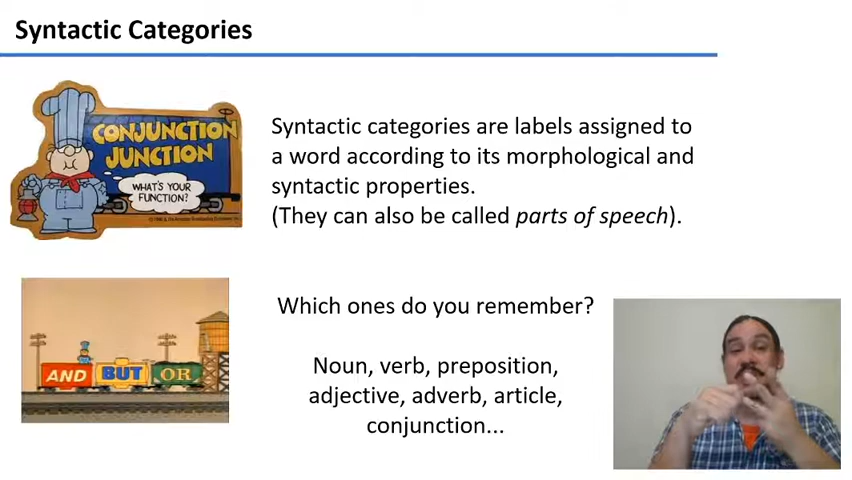 Syntactic Categories
CONJUNCTION
JUNCTION
WHAT'S YOUR
FUNCTION?
Syntactic categories are labels assigned to
a word according to its morphological and
syntactic properties.
(They can also be called parts of speech).
AND BUT OR
Which ones do you remember?
Noun, verb, preposition,
adjective, adverb, article,
conjunction...